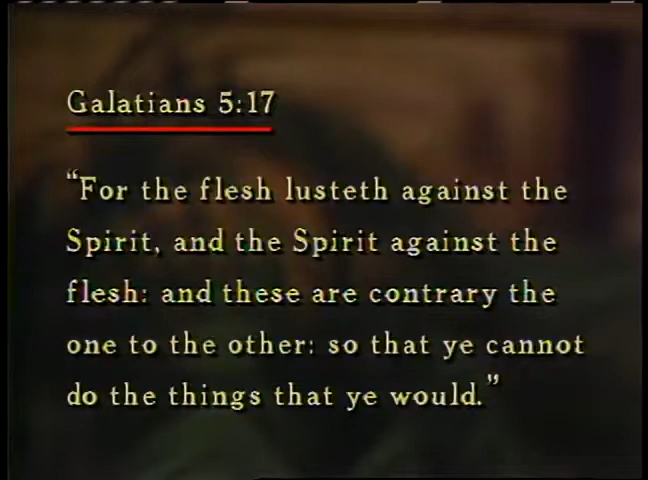 Galatians 5:17
“For the flesh lusteth against the
Spirit, and the Spirit against the
flesh: and these are contrary the
one to the other: so that ye cannot
do the things that ye would.”